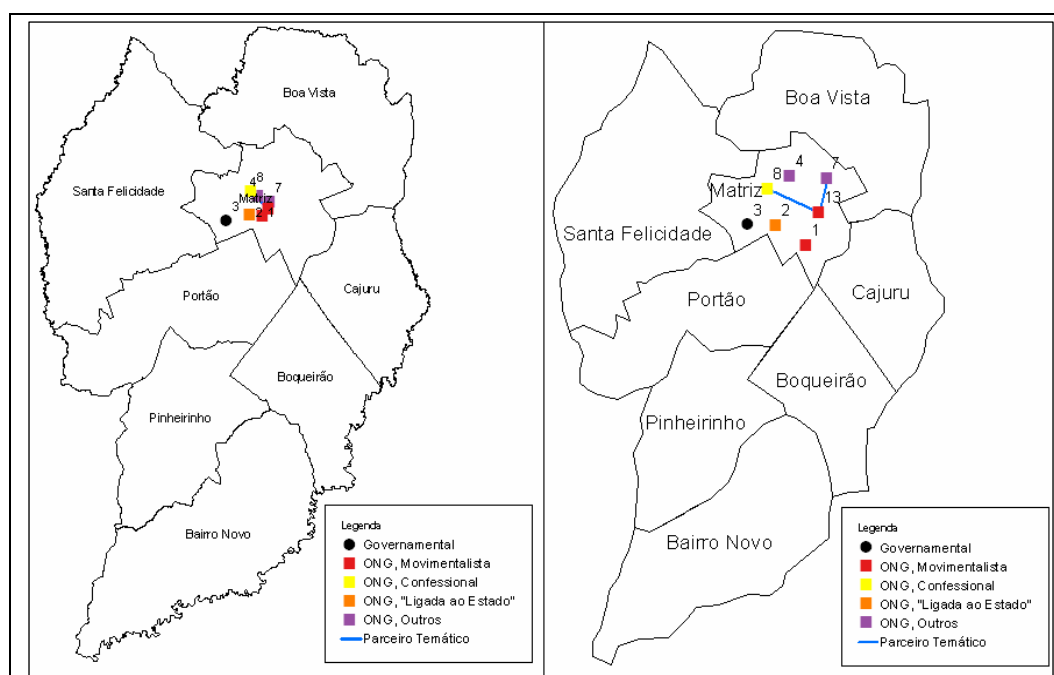 Boa Vista
Santa Felicidade
4
8
7
Matriz
3
2
1
Portão
Cajuru
Boqueirão
Pinheirinho
Bairro Novo
Legenda
Governamental
ONG, Movimentalista
ONG, Confessional
ONG, "Ligada ao Estado"
ONG, Outros
Parceiro Temático
Boa Vista
4
7
8
Matriz
13
3
2
1
Santa Felicidade
Portão
Cajuru
Boqueirão
Pinheirinho
Bairro Novo
Legenda
Governamental
ONG, Movimentalista
ONG, Confessional
ONG, "Ligada ao Estado"
ONG, Outros
Parceiro Temático